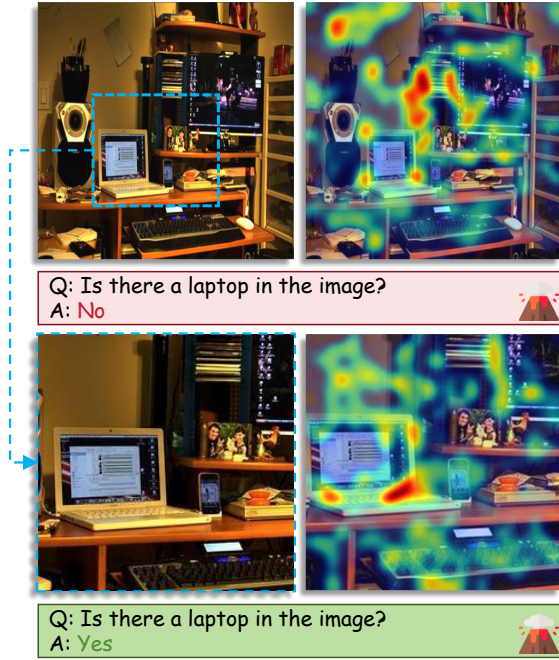 Q: Is there a laptop in the image?
A: No
Q: Is there a laptop in the image?
A: Yes